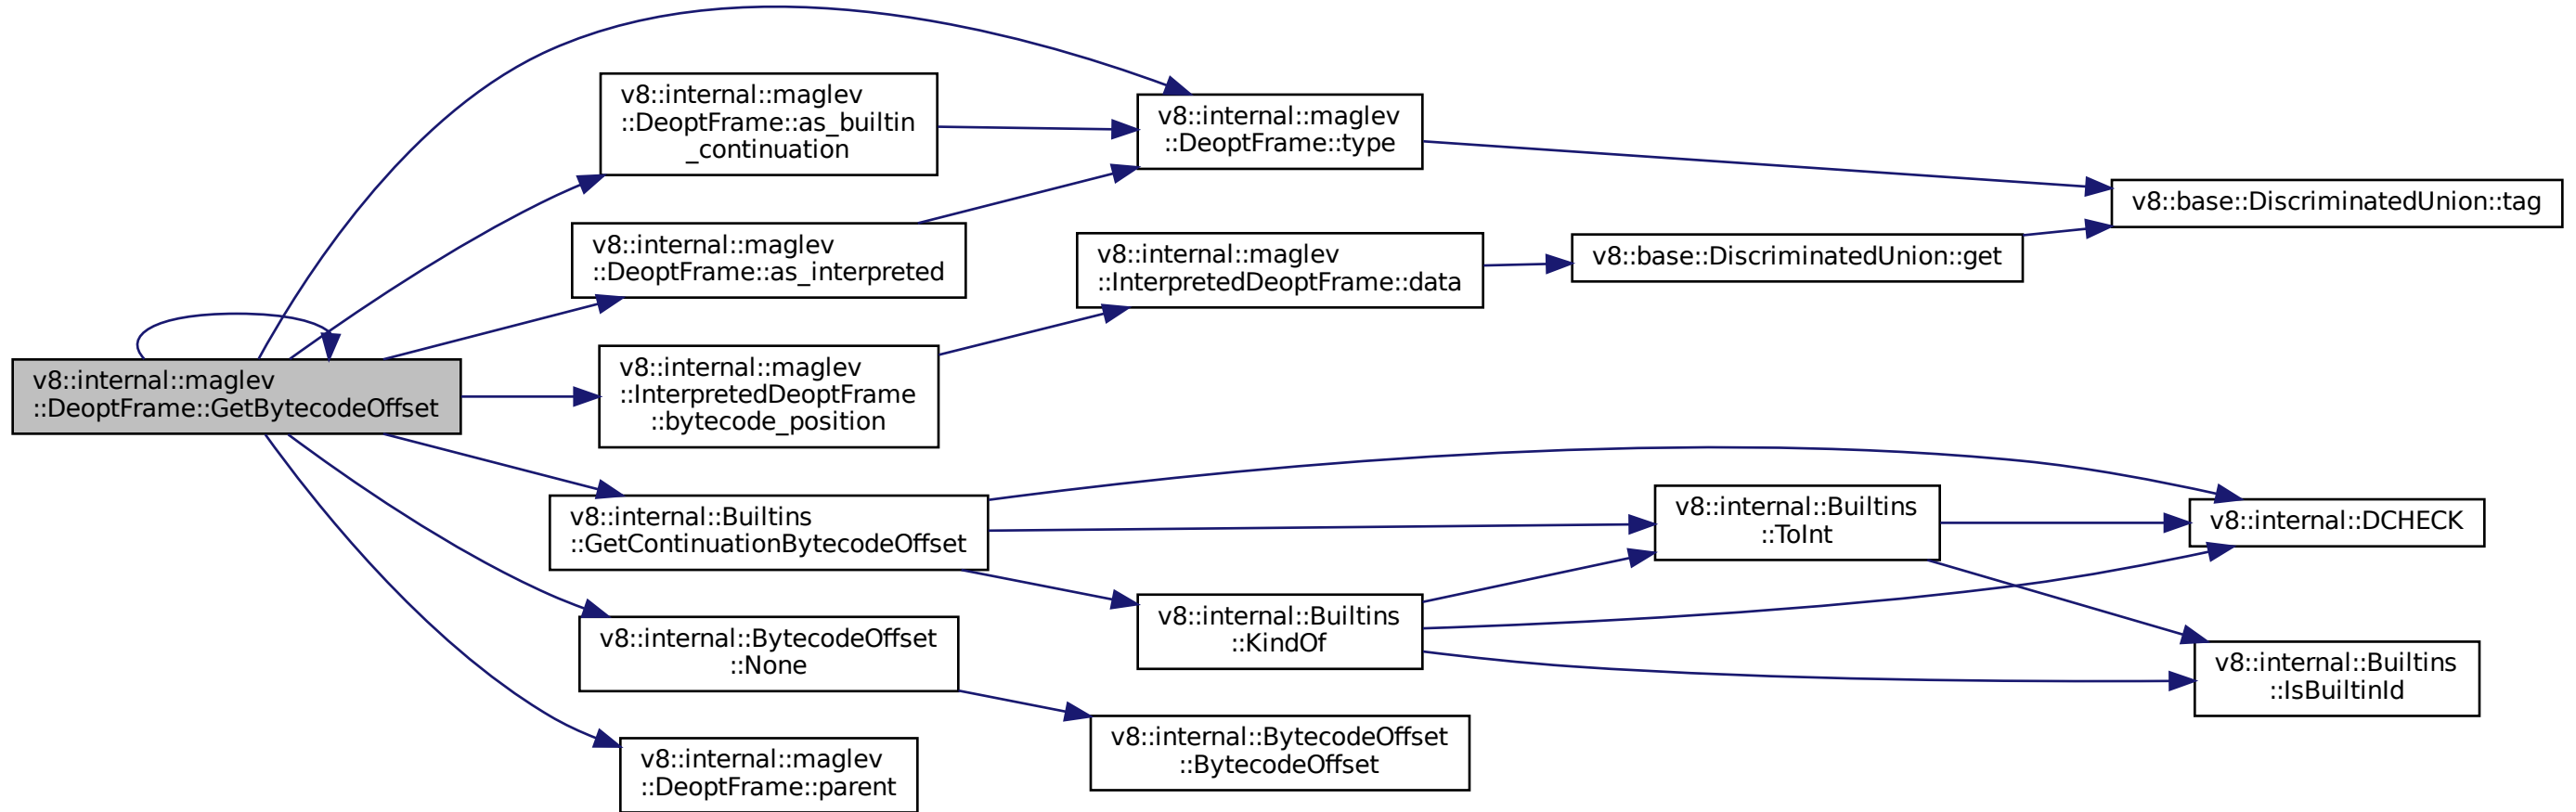 v8::internal::maglev
::DeoptFrame::GetBytecodeOffset
v8::internal::maglev
::DeoptFrame::as_builtin
_continuation
v8::internal::maglev
::DeoptFrame::type
v8::base::DiscriminatedUnion::tag
v8::internal::maglev
::DeoptFrame::as_interpreted
v8::internal::maglev
::InterpretedDeoptFrame::data
v8::base::DiscriminatedUnion::get
v8::internal::maglev
::InterpretedDeoptFrame
::bytecode_position
v8::internal::Builtins
::GetContinuationBytecodeOffset
v8::internal::Builtins
::ToInt
v8::internal::DCHECK
v8::internal::Builtins
::KindOf
v8::internal::Builtins
::IsBuiltinId
v8::internal::BytecodeOffset
::None
v8::internal::BytecodeOffset
::BytecodeOffset
v8::internal::maglev
::DeoptFrame::parent